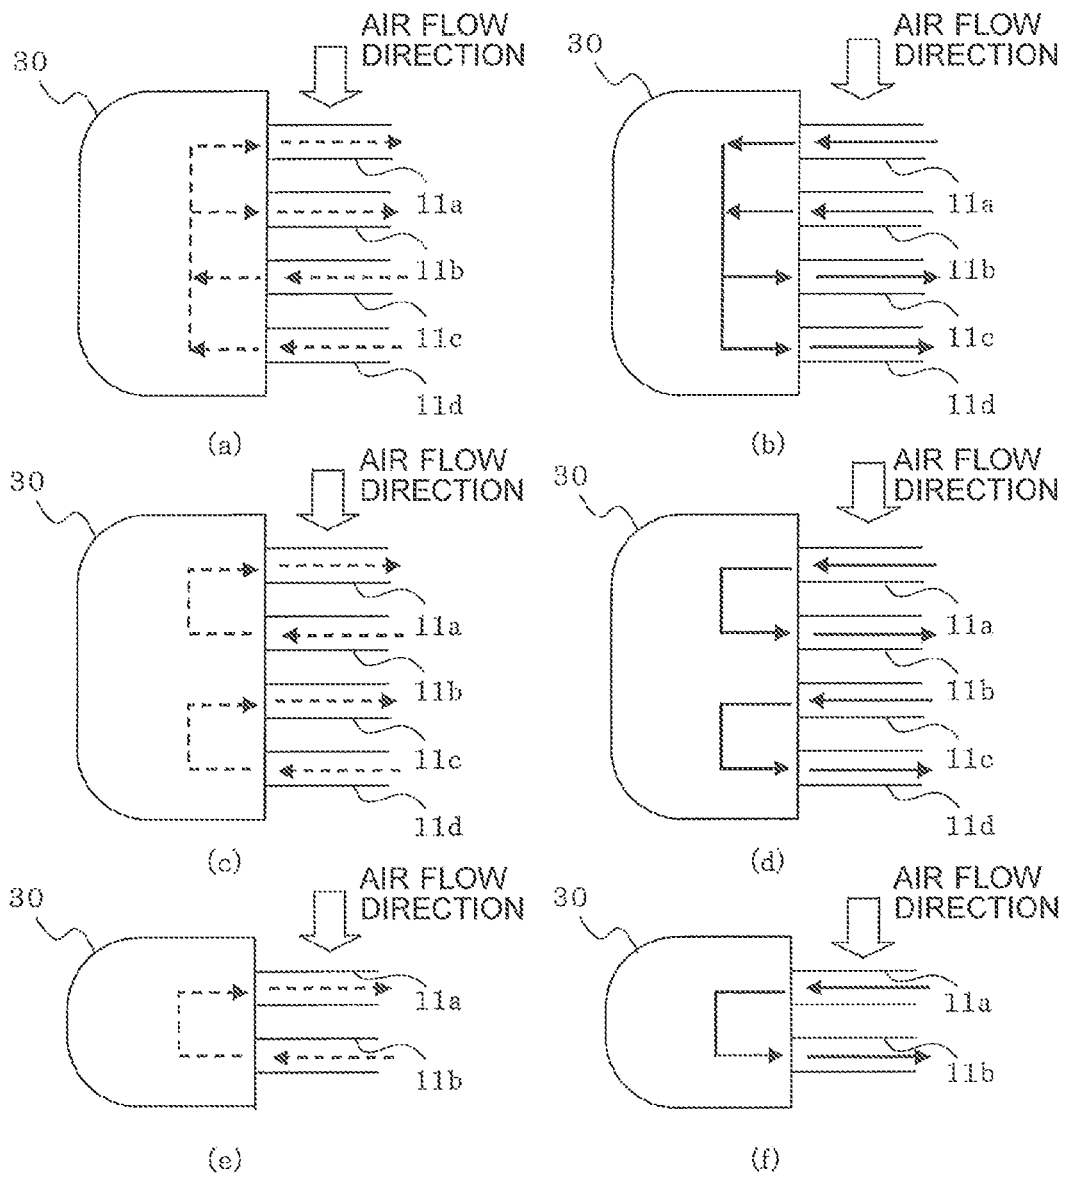 AIR FLOW
DIRECTION
30
11a
11b
11c
11d
(a)
AIR FLOW
DIRECTION
30
11a
11b
11c
11d
(b)
AIR FLOW
DIRECTION
30
11a
11b
11c
11d
(c)
AIR FLOW
DIRECTION
30
11a
11b
11c
11d
(d)
AIR FLOW
DIRECTION
30
11a
11b
(e)
AIR FLOW
DIRECTION
30
11a
11b
(f)